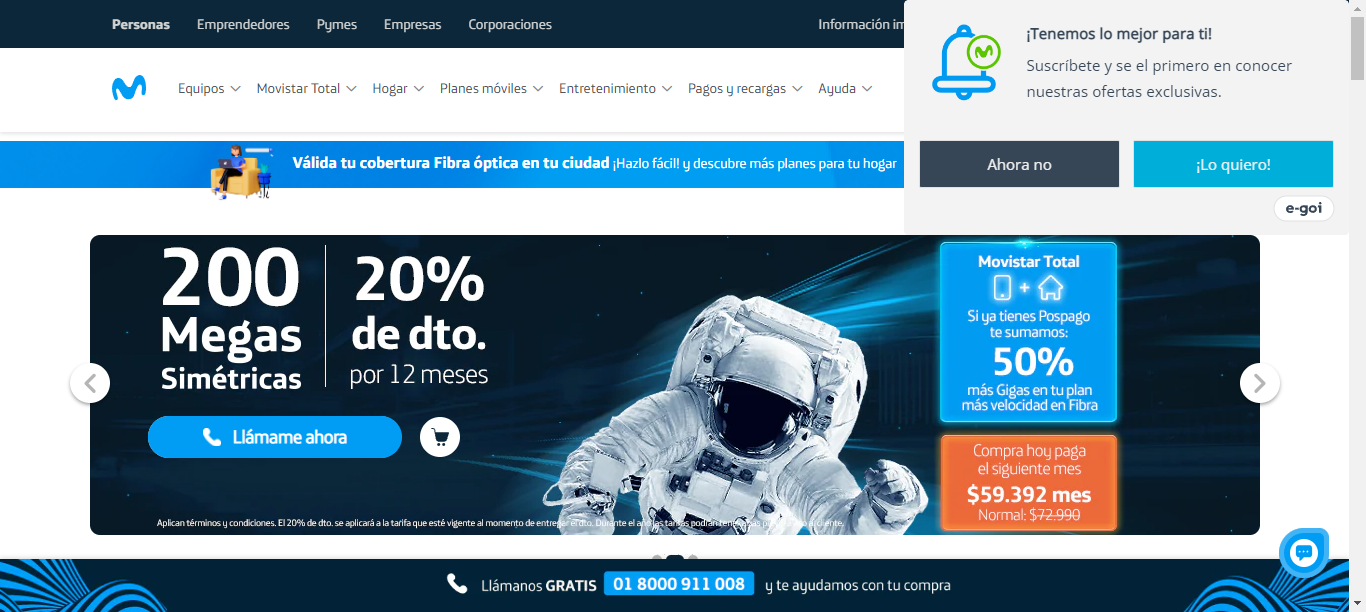 Personas Emprendedores Pymes Empresas Corporaciones Información
¡Tenemos lo mejor para ti!
Suscríbete y se el primero en conocer
nuestras ofertas exclusivas.
Ahora no
¡Lo quiero!
e-goi
Equipos Movistar Total Hogar Planes móviles Entretenimiento Pagos y recargas Ayuda
Válida tu cobertura Fibra óptica en tu ciudad ¡Hazlo fácil! y descubre más planes para tu hogar
200
Megas
Simétricas
20%
de dto.
por 12 meses
Llámame ahora
Movistar Total
+
Si ya tienes Pospago
te sumamos:
50%
más Gigas en tu plan
más velocidad en Fibra
Compra hoy paga
el siguiente mes
$59.392 mes
Normal: $72.990
Aplican términos y condiciones. El 20% de dto. se aplicará a la tarifa que esté vigente al momento de entregar el dto. Durante el
Llámanos GRATIS 01 8000 911 008 y te ayudamos con tu compra